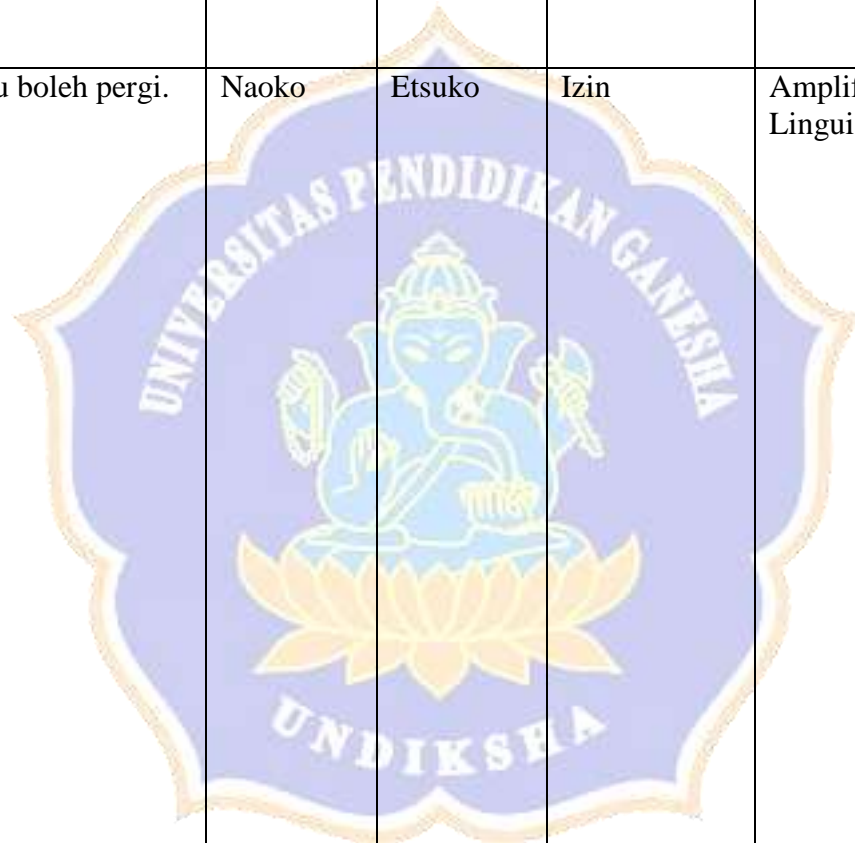 u boleh pergi. Naoko Etsuko Izin Amplif
Lingui
UNIVERSITAS PENDIDIKAN GANESHA
UNDIKSHA